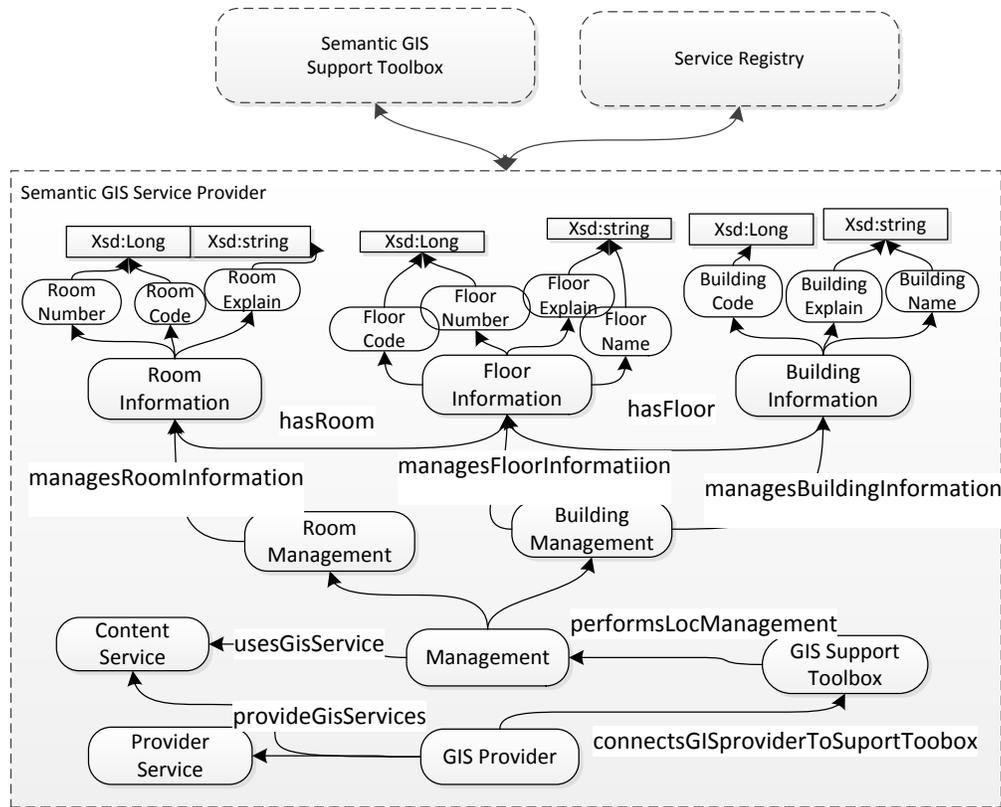 Semantic GIS
Support Toolbox
Service Registry
Semantic GIS Service Provider
Xsd:Long
Xsd:string
Xsd:Long
Xsd:string
Xsd:Long
Xsd:string
Room
Number
Room
Code
Room
Explain
Floor
Code
Floor
Number
Floor
Explain
Floor
Name
Building
Code
Building
Explain
Building
Name
Room
Information
Floor
Information
Building
Information
hasRoom
hasFloor
managesRoomInformation
managesFloorInformatiion
managesBuildingInformation
Room
Management
Building
Management
Content
Service
usesGisService
Management
performsLocManagement
GIS Support
Toolbox
provideGisServices
Provider
Service
GIS Provider
connectsGISproviderToSuportToobox